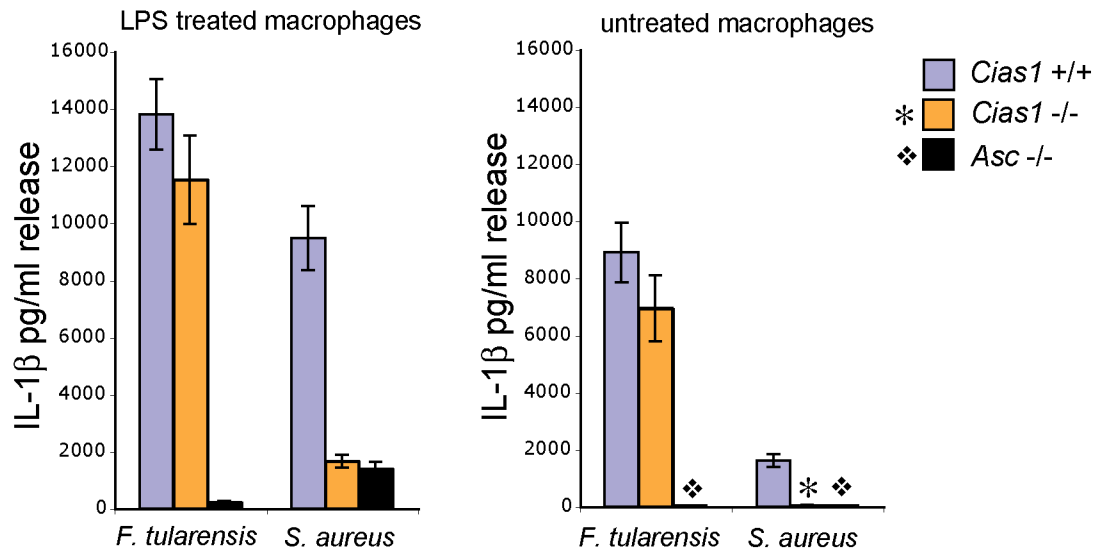 LPS treated macrophages
IL-1β pg/ml release
16000
14000
12000
10000
8000
6000
4000
2000
0
F. tularensis
S. aureus
untreated macrophages
IL-1β pg/ml release
16000
14000
12000
10000
8000
6000
4000
2000
0
F. tularensis
S. aureus
Cias1 +/+
* Cias1 -/-
❖ Asc -/-
❖
*
❖